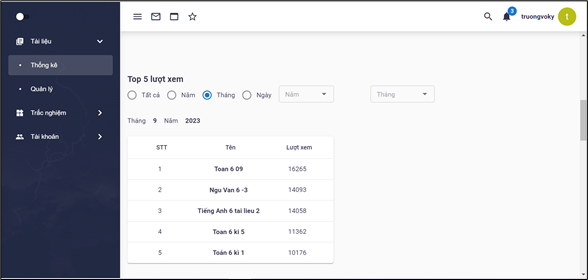 3
truongvoky
t
Tài liệu
Thống kê
Quản lý
Trắc nghiệm
Tài khoản
Top 5 lượt xem
Tất cả Năm Tháng Ngày Năm Tháng
Tháng 9 Năm 2023
STT Tên Lượt xem
1 Toan 6 09 16265
2 Ngu Van 6 -3 14093
3 Tiếng Anh 6 tai lieu 2 14058
4 Toan 6 ki 5 11362
5 Toán 6 kì 1 10176